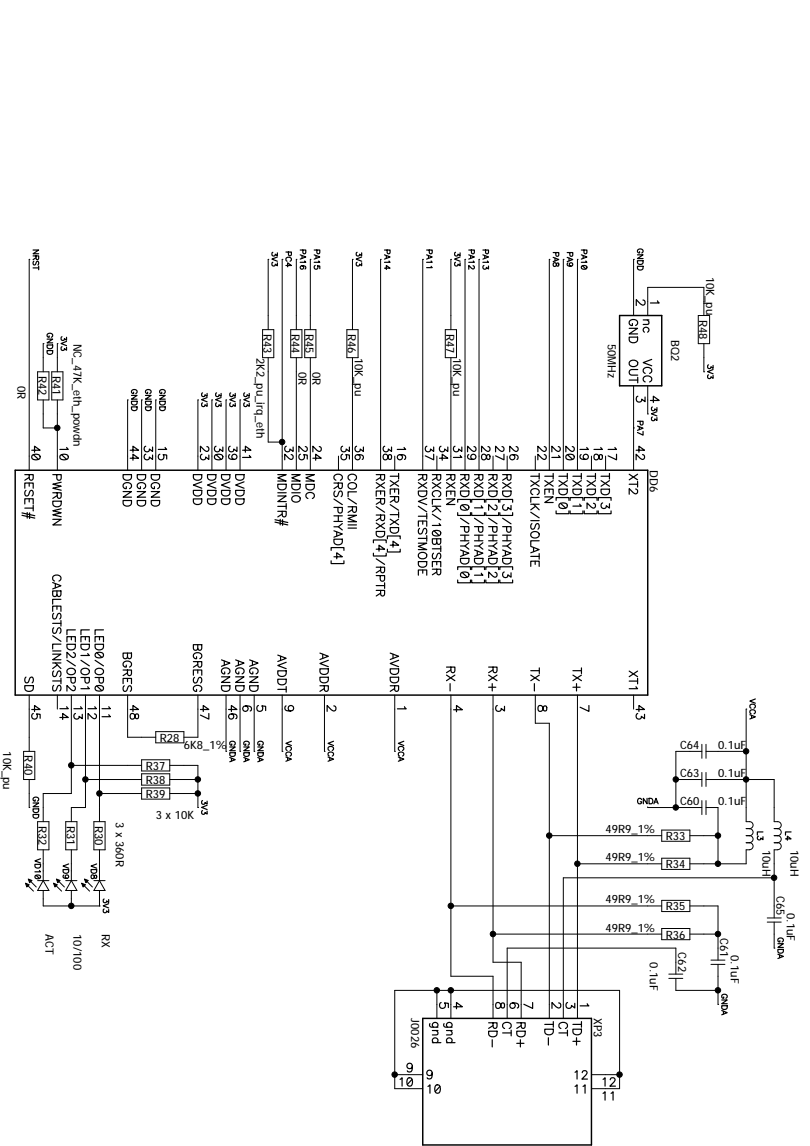 10K_pu
R48
3V3
BQ2
1
2
nc
GND
VCC
OUT
4
3
3V3
50MHz
GNDD
PA7
42
XT2
DD6
17
18
19
20
21
22
TXD[3]
TXD[2]
TXD[1]
TXD[0]
TXEN
TXCLK/ISOLATE
PA10
PA9
PA8
26
27
28
29
31
34
37
RXD[3]/PHYAD[3]
RXD[2]/PHYAD[2]
RXD[1]/PHYAD[1]
RXD[0]/PHYAD[0]
RXEN
RXCLK/10BTSER
RXDV/TESTMODE
PA13
PA12
3V3
R47
10K_pu
PA11
16
38
TXER/TXD[4]
RXER/RXD[4]/RPTR
PA14
36
35
COL/RMII
CRS/PHYAD[4]
3V3
R46
10K_pu
24
25
32
MDC
MDIO
MDINTR#
PA15
PA16
PC4
3V3
R45
R44
R43
0R
0R
2K2_pu_irq_eth
41
39
30
23
DVDD
DVDD
DVDD
DVDD
3V3
3V3
3V3
3V3
15
33
44
DGND
DGND
DGND
GNDD
GNDD
GNDD
10
PWRDWN
3V3
GNDD
R41
R42
NC_47K_eth_powdn
0R
NRST
40
RESET#
XT1
43
TX+
7
TX-
8
RX+
3
RX-
4
AVDDR
1
VCCA
AVDDR
2
VCCA
AVDDT
9
VCCA
AGND
5
GNDA
AGND
6
GNDA
AGND
46
GNDA
BGRESG
47
BGRES
48
R28
6K8_1%
LED0/OP0
11
LED1/OP1
12
LED2/OP2
13
CABLESTS/LINKSTS
14
SD
45
R40
10K_pu
GNDD
R37
R38
R39
3V3
3 x 10K
3 x 360R
R30
R31
R32
VD8
VD9
VD10
3V3
RX
10/100
ACT
VCCA
C64
0.1uF
C63
0.1uF
C60
0.1uF
GNDA
L3
10uH
L4
10uH
49R9_1%
R33
49R9_1%
R34
49R9_1%
R35
49R9_1%
R36
C65
0.1uF
GNDA
C61
0.1uF
C62
0.1uF
GNDA
XP3
1
3
2
7
6
8
4
5
TD+
CT
TD-
RD+
CT
RD-
gnd
gnd
J0026
12
11
12
11
9
10
9
10